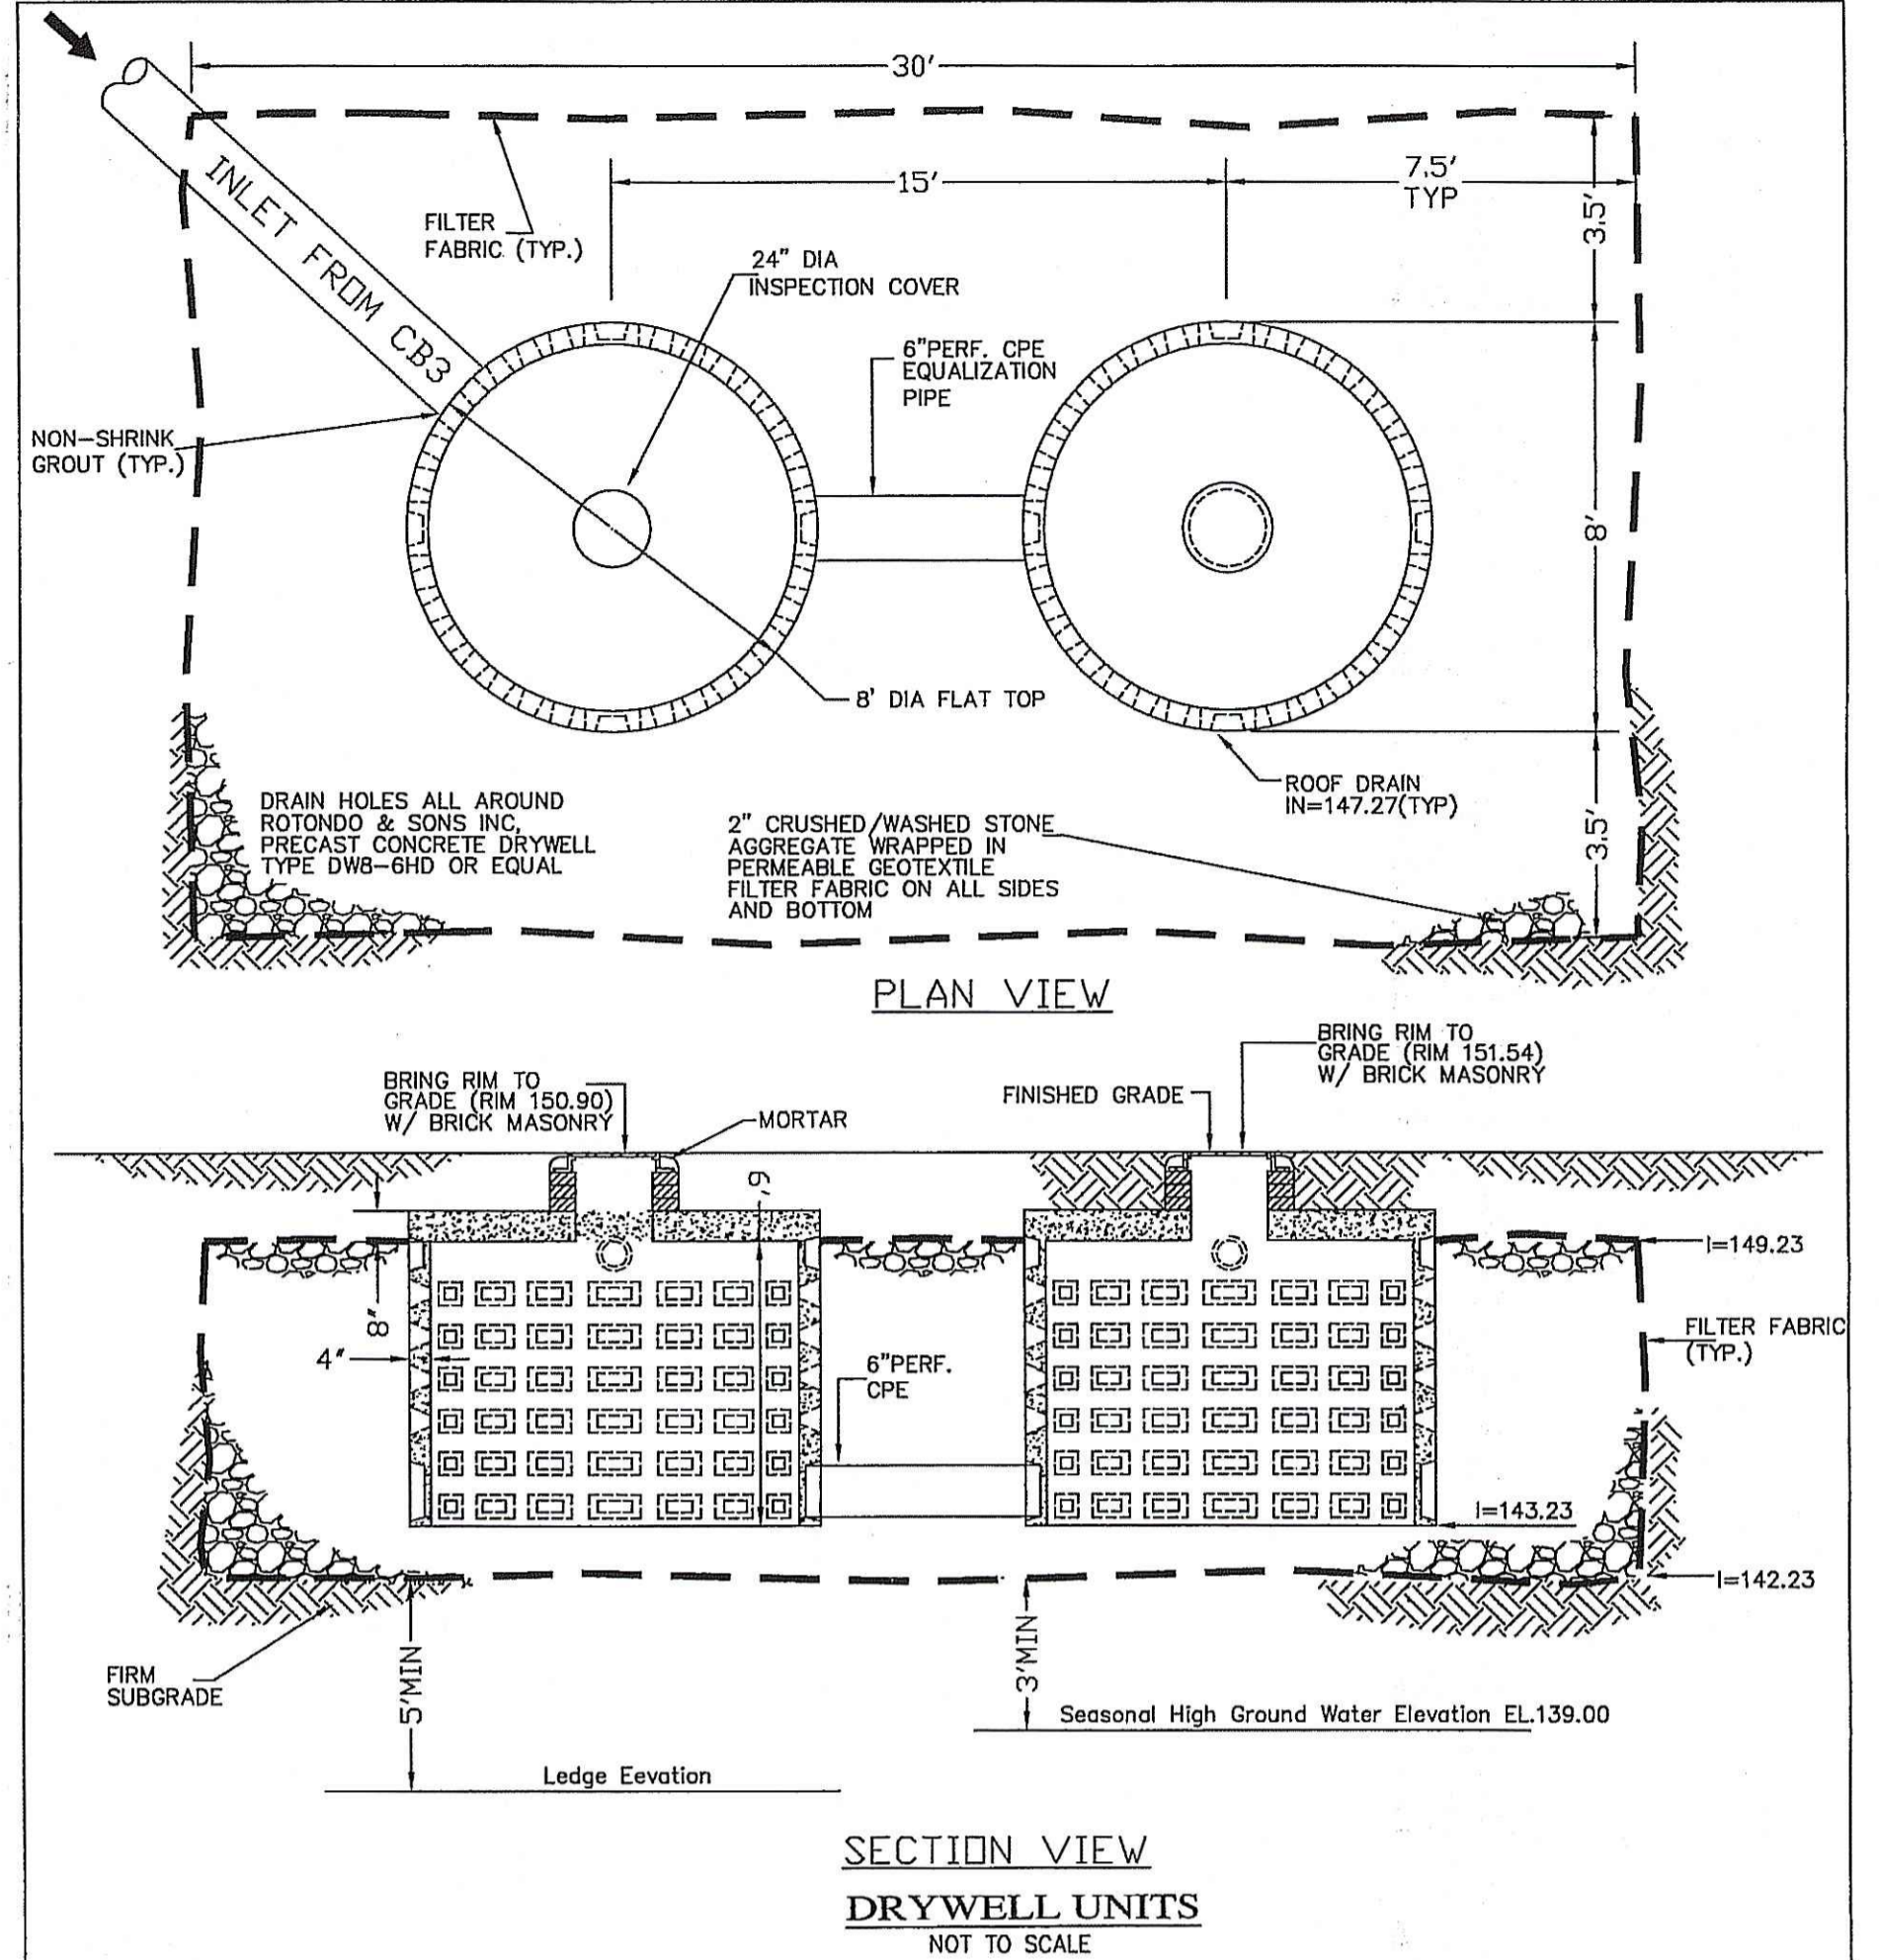 30'
INLET FROM CB3
FILTER
FABRIC (TYP.)
15'
7.5'
TYP
3.5'
24" DIA
INSPECTION COVER
6"PERF. CPE
EQUALIZATION
PIPE
NON-SHRINK
GROUT (TYP.)
8'
8' DIA FLAT TOP
ROOF DRAIN
IN=147.27(TYP)
3.5'
DRAIN HOLES ALL AROUND
ROTONDO & SONS INC,
PRECAST CONCRETE DRYWELL
TYPE DW8-6HD OR EQUAL
2" CRUSHED/WASHED STONE
AGGREGATE WRAPPED IN
PERMEABLE GEOTEXTILE
FILTER FABRIC ON ALL SIDES
AND BOTTOM
PLAN VIEW
BRING RIM TO
GRADE (RIM 150.90)
W/ BRICK MASONRY
MORTAR
FINISHED GRADE
BRING RIM TO
GRADE (RIM 151.54)
W/ BRICK MASONRY
6'
I=149.23
8"
4"
6"PERF.
CPE
FILTER FABRIC
(TYP.)
I=143.23
I=142.23
FIRM
SUBGRADE
5'MIN
3'MIN
Seasonal High Ground Water Elevation EL.139.00
Ledge Eevation
SECTION VIEW
DRYWELL UNITS
NOT TO SCALE